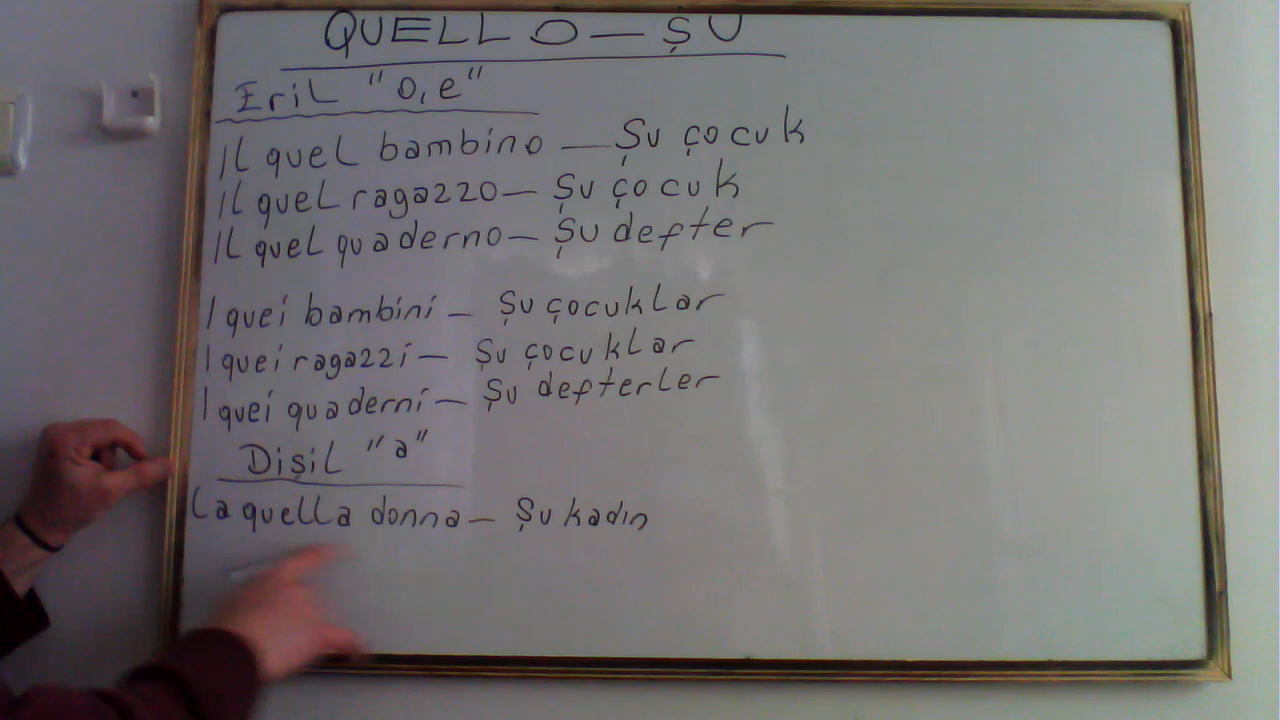 QUELLO — ŞU
Eril "o, e"
Il quel bambino — Şu çocuk
Il quel ragazzo — Şu çocuk
Il quel quaderno — Şu defter
I quei bambini — Şu çocuklar
I quei ragazzi — Şu çocuklar
I quei quaderni — Şu defterler
Dişil "a"
La quella donna — Şu kadın